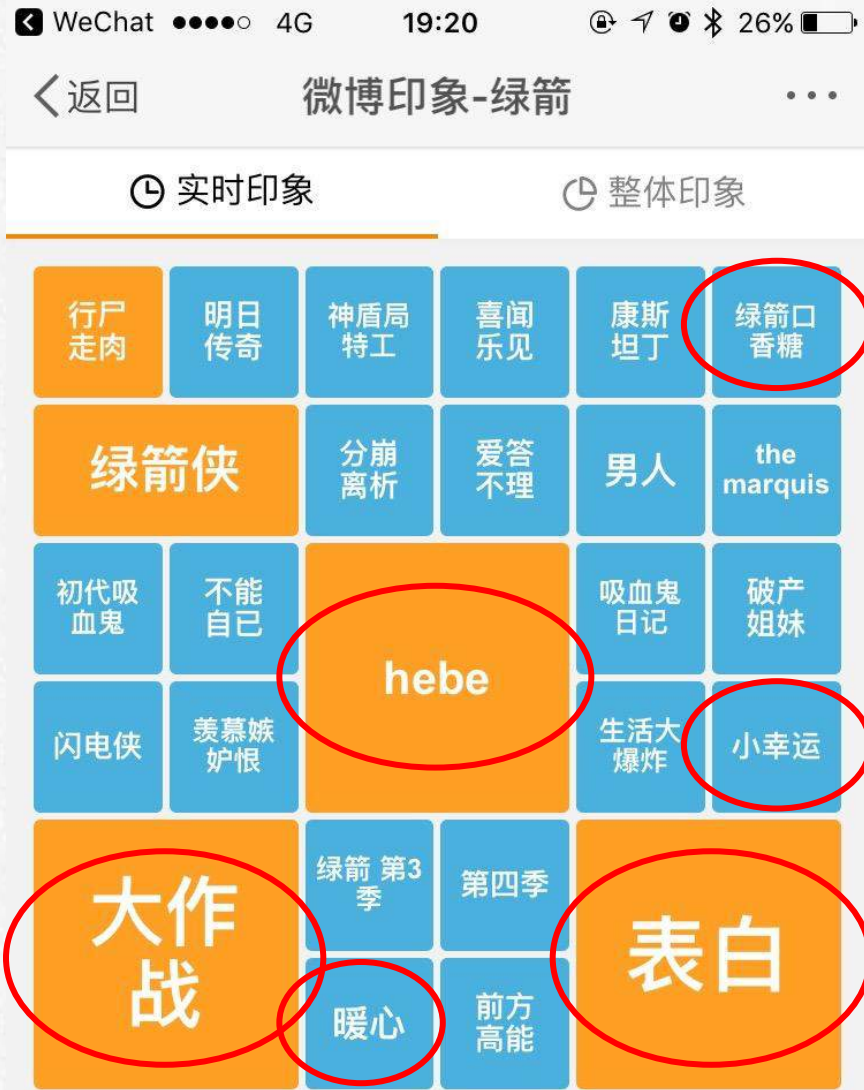 WeChat 4G 19:20 26%
返回 微博印象-绿箭
实时印象 整体印象
行尸
走肉
明日
传奇
神盾局
特工
喜闻
乐见
康斯
坦丁
绿箭口
香糖
绿箭侠
分崩
离析
爱答
不理
男人
the
marquis
初代吸
血鬼
不能
自已
hebe
吸血鬼
日记
破产
姐妹
闪电侠
羡慕嫉
妒恨
生活大
爆炸
小幸运
大作
战
绿箭 第3
季
第四季
表白
暖心
前方
高能